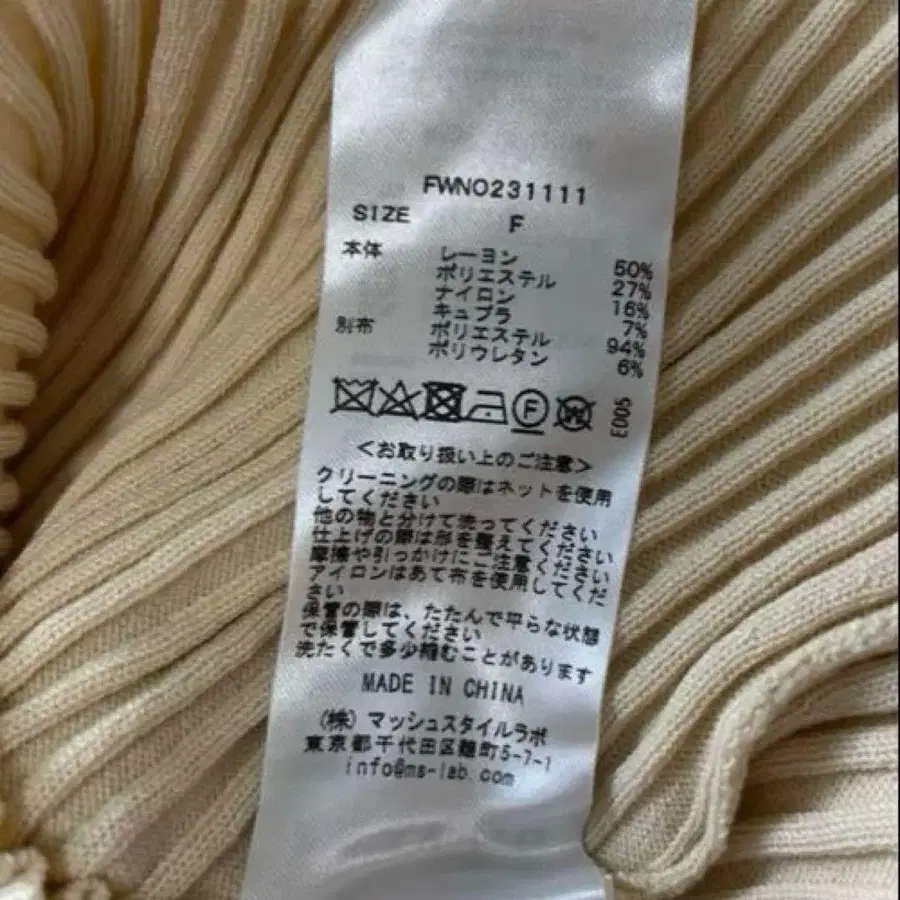 FWNO231111
SIZE F
本体 レーヨン 50%
ポリエステル 27%
ナイロン 16%
キュプラ 7%
別布 ポリエステル 94%
ポリウレタン 6%
F W
E005
<お取り扱い上のご注意>
クリーニングの際はネットを使用
してください
他の物と分けて洗ってください
仕上げの際は形を整えてください
摩擦や引っかけにご注意ください
アイロンはあて布を使用してくだ
さい
保管の際は、たたんで平らな状態
で保管してください
洗たくで多少縮むことがあります
MADE IN CHINA
(株)マッシュスタイルラボ
東京都千代田区麹町5-7-1
info@ms-lab.com